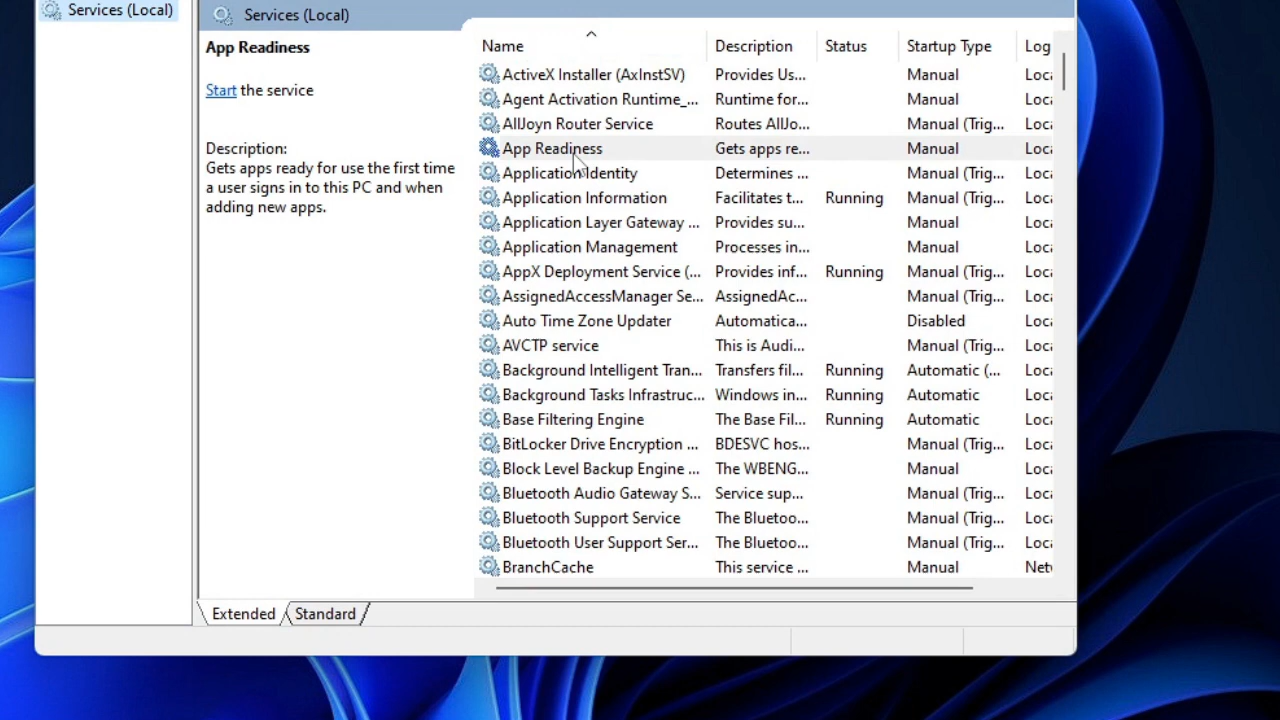 Services (Local)
Services (Local)
App Readiness
Start the service
Description:
Gets apps ready for use the first time
a user signs in to this PC and when
adding new apps.
Name Description Status Startup Type Log
ActiveX Installer (AxInstSV) Provides Us... Manual Loca
Agent Activation Runtime_... Runtime for... Manual Loca
AllJoyn Router Service Routes AllJo... Manual (Trig... Loca
App Readiness Gets apps re... Manual Loca
Application Identity Determines ... Manual (Trig... Loca
Application Information Facilitates t... Running Manual (Trig... Loca
Application Layer Gateway ... Provides su... Manual Loca
Application Management Processes in... Manual Loca
AppX Deployment Service (... Provides inf... Running Manual (Trig... Loca
AssignedAccessManager Se... AssignedAc... Manual (Trig... Loca
Auto Time Zone Updater Automatica... Disabled Loca
AVCTP service This is Audi... Manual (Trig... Loca
Background Intelligent Tran... Transfers fil... Running Automatic (... Loca
Background Tasks Infrastruc... Windows in... Running Automatic Loca
Base Filtering Engine The Base Fil... Running Automatic Loca
BitLocker Drive Encryption ... BDESVC hos... Manual (Trig... Loca
Block Level Backup Engine ... The WBENG... Manual Loca
Bluetooth Audio Gateway S... Service sup... Manual (Trig... Loca
Bluetooth Support Service The Bluetoo... Manual (Trig... Loca
Bluetooth User Support Ser... The Bluetoo... Manual (Trig... Loca
BranchCache This service ... Manual Netw
Extended Standard